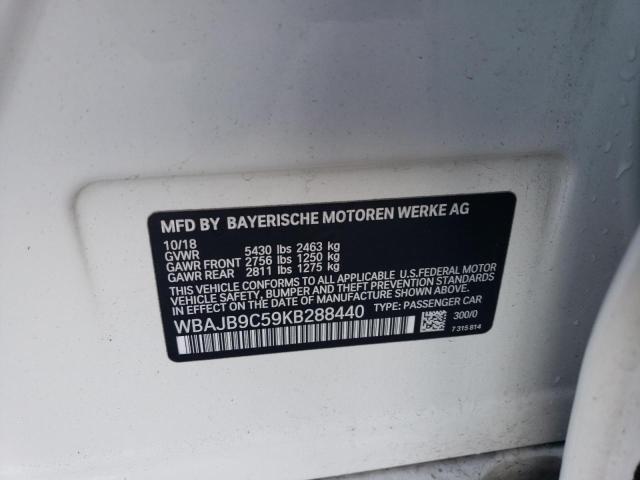 MFD BY BAYERISCHE MOTOREN WERKE AG
10/18
GVWR 5430 lbs 2463 kg
GAWR FRONT 2756 lbs 1250 kg
GAWR REAR 2811 lbs 1275 kg
THIS VEHICLE CONFORMS TO ALL APPLICABLE U.S.FEDERAL MOTOR
VEHICLE SAFETY, BUMPER AND THEFT PREVENTION STANDARDS
IN EFFECT ON THE DATE OF MANUFACTURE SHOWN ABOVE.
WBAJB9C59KB288440 TYPE: PASSENGER CAR
300/0
7 315 814